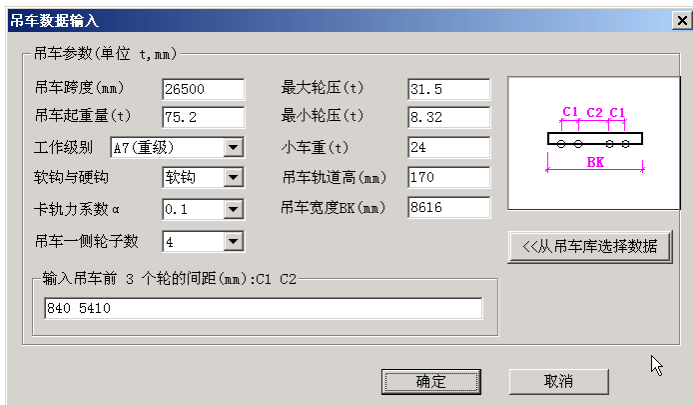 吊车数据输入
吊车参数(单位 t,mm)
吊车跨度(mm) 26500 最大轮压(t) 31.5
吊车起重量(t) 75.2 最小轮压(t) 8.32
工作级别 A7(重级) 小车重(t) 24
软钩与硬钩 软钩 吊车轨道高(mm) 170
卡轨力系数α 0.1 吊车宽度BK(mm) 8616
吊车一侧轮子数 4
C1 C2 C1
BK
<<从吊车库选择数据
输入吊车前 3 个轮的间距(mm):C1 C2
840 5410
确定 取消